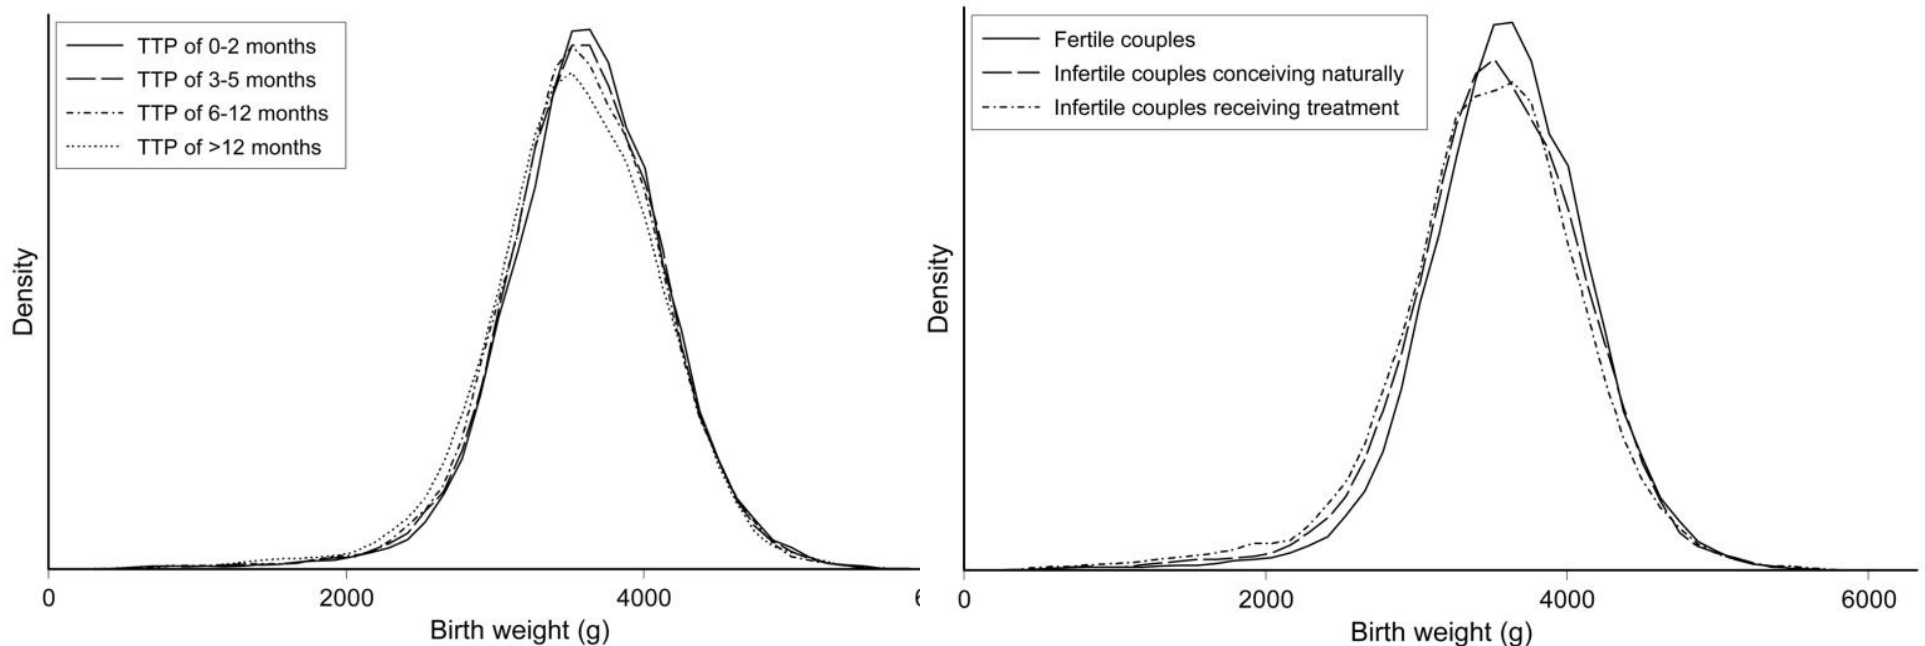 TTP of 0-2 months
TTP of 3-5 months
TTP of 6-12 months
TTP of >12 months
Density
0
2000
4000
Birth weight (g)
Fertile couples
Infertile couples conceiving naturally
Infertile couples receiving treatment
Density
0
2000
4000
6000
Birth weight (g)